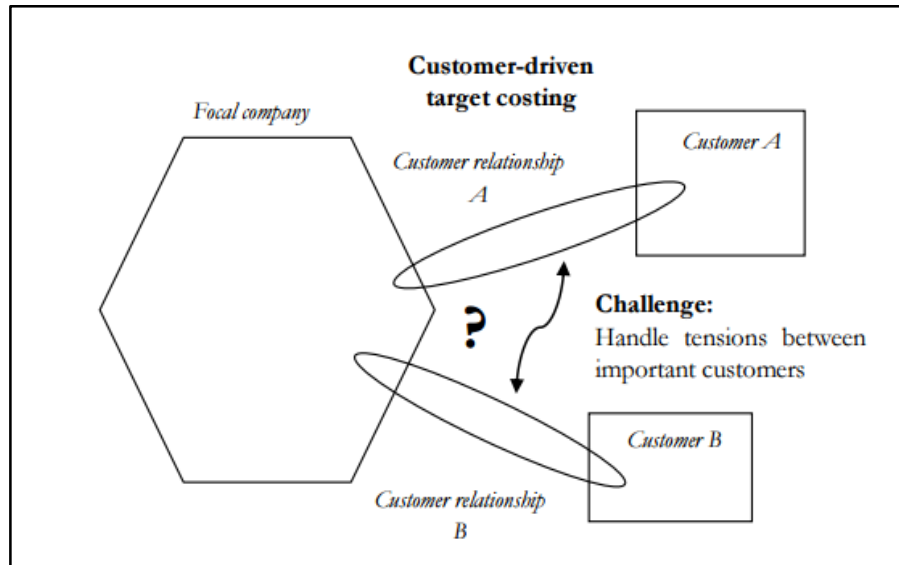 Customer-driven
target costing
Focal company
Customer A
Customer relationship
A
?
Challenge:
Handle tensions between
important customers
Customer B
Customer relationship
B